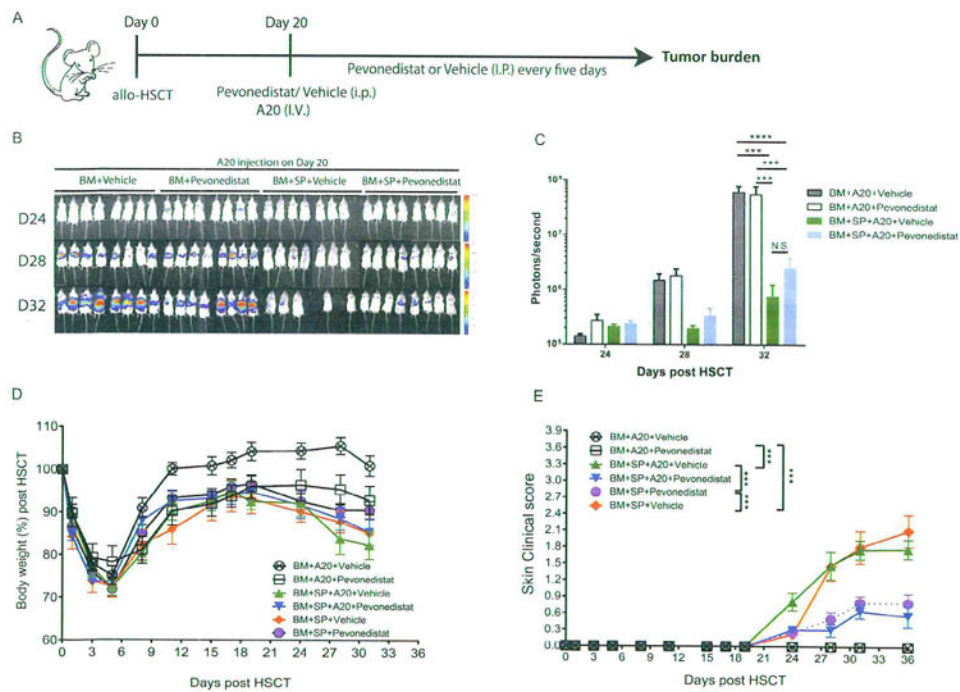 A
Day 0
Day 20
Pevonedistat or Vehicle (I.P.) every five days
Tumor burden
allo-HSCT
Pevonedistat/ Vehicle (i.p.)
A20 (I.V.)
B
A20 injection on Day 20
BM+Vehicle BM+Pevonedistat BM+SP+Vehicle BM+SP+Pevonedistat
D24
D28
D32
C
****
***
***
***
NS
Photons/second
10⁸
10⁷
10⁶
10⁵
24 28 32
Days post HSCT
BM+A20+Vehicle
BM+A20+Pevonedistat
BM+SP+A20+Vehicle
BM+SP+A20+Pevonedistat
D
Body weight (%) post HSCT
110
100
90
80
70
60
0 3 6 9 12 15 18 21 24 27 30 33 36
Days post HSCT
BM+A20+Vehicle
BM+A20+Pevonedistat
BM+SP+A20+Vehicle
BM+SP+A20+Pevonedistat
BM+SP+Vehicle
BM+SP+Pevonedistat
E
Skin Clinical score
3.9
3.6
3.3
3.0
2.7
2.4
2.1
1.8
1.5
1.2
0.9
0.6
0.3
0.0
0 3 6 9 12 15 18 21 24 27 30 33 36
Days post HSCT
BM+A20+Vehicle
BM+A20+Pevonedistat
BM+SP+A20+Vehicle
BM+SP+A20+Pevonedistat
BM+SP+Pevonedistat
BM+SP+Vehicle